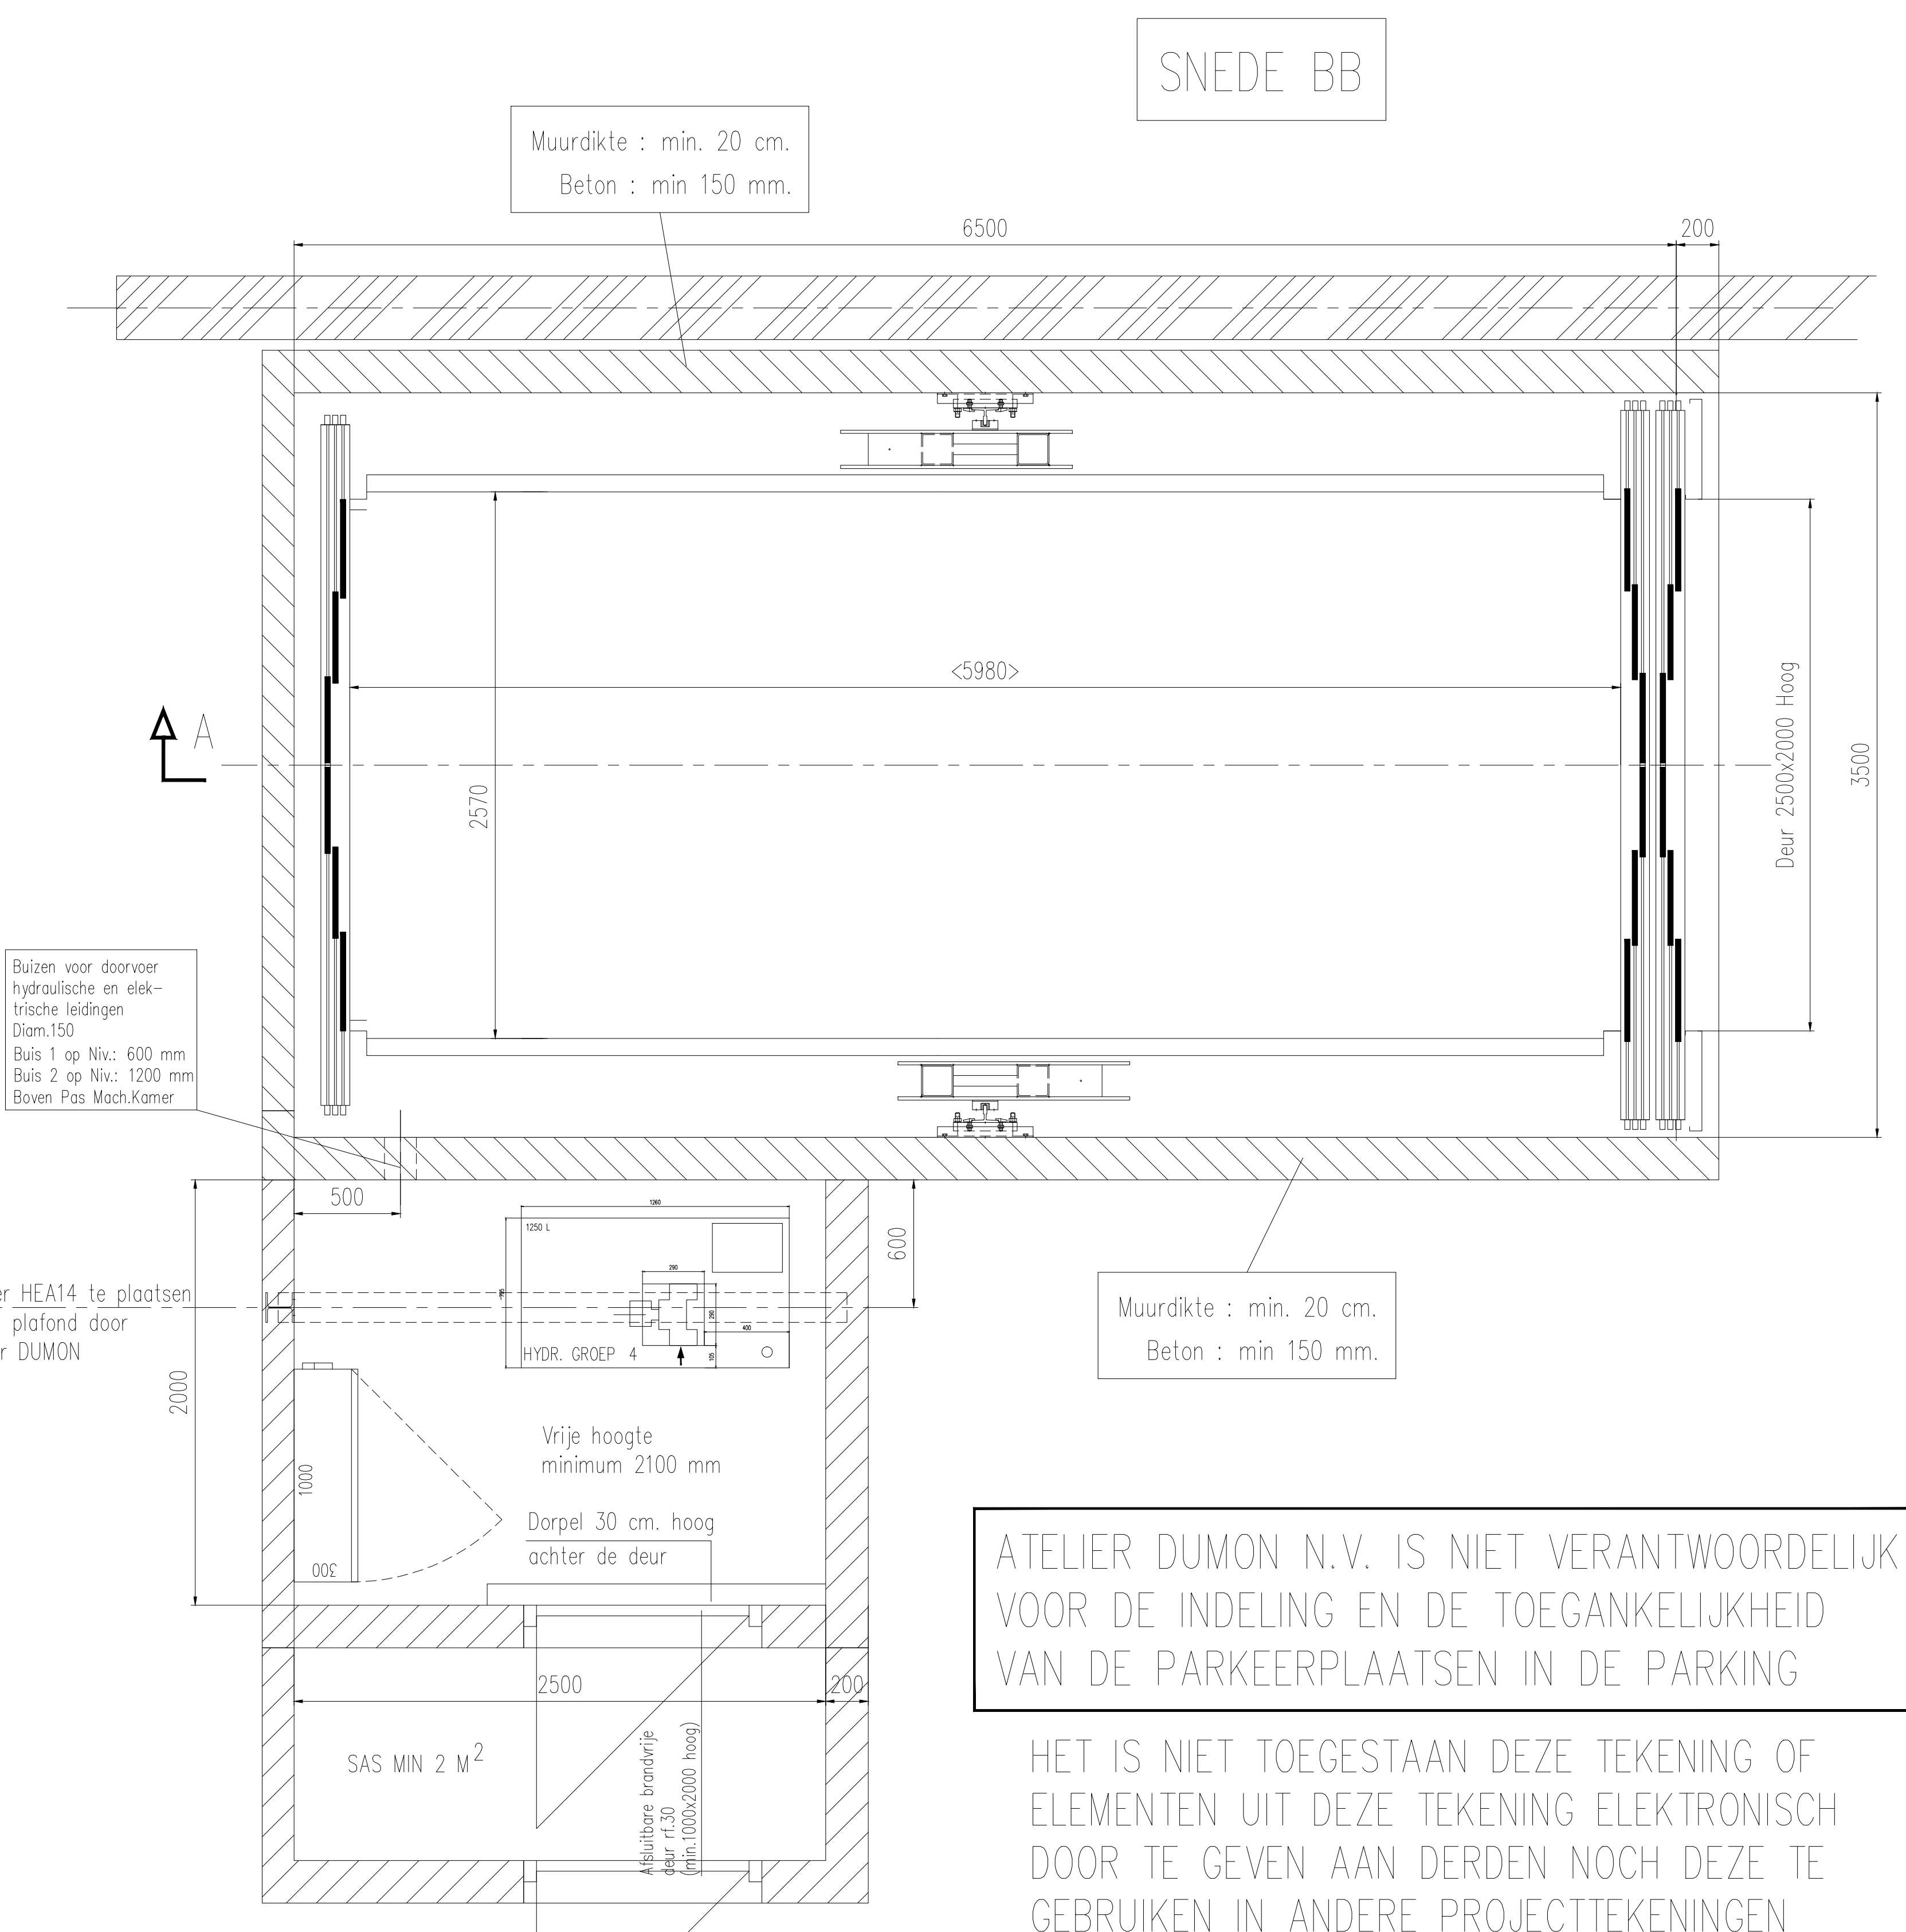 SNEDE BB
Muurdikte : min. 20 cm.
Beton : min 150 mm.
6500
200
<5980>
2570
Deur 2500x2000 Hoog
3500
A
Buizen voor doorvoer
hydraulische en elek-
trische leidingen
Diam.150
Buis 1 op Niv.: 600 mm
Buis 2 op Niv.: 1200 mm
Boven Pas Mach.Kamer
500
1260
1250 L
600
290
290
400
105
HYDR. GROEP 4
er HEA14 te plaatsen
plafond door
r DUMON
2000
Muurdikte : min. 20 cm.
Beton : min 150 mm.
Vrije hoogte
minimum 2100 mm
1000
300
Dorpel 30 cm. hoog
achter de deur
2500
200
SAS MIN 2 M2
Afsluitbare brandvrije
deur rf.30
(min.1000x2000 hoog)
ATELIER DUMON N.V. IS NIET VERANTWOORDELIJK
VOOR DE INDELING EN DE TOEGANKELIJKHEID
VAN DE PARKEERPLAATSEN IN DE PARKING
HET IS NIET TOEGESTAAN DEZE TEKENING OF
ELEMENTEN UIT DEZE TEKENING ELEKTRONISCH
DOOR TE GEVEN AAN DERDEN NOCH DEZE TE
GEBRUIKEN IN ANDERE PROJECTTEKENINGEN